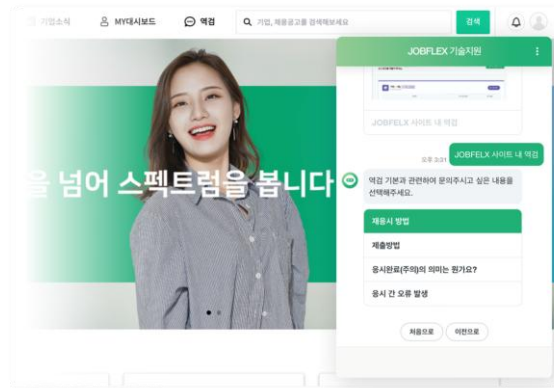 기업소식
MY대시보드
역검
기업, 채용공고를 검색해보세요
검색
을 넘어 스펙트럼을 봅니다
JOBFLEX 기술지원
JOBFELX 사이트 내 역검
오후 3:31
JOBFELX 사이트 내 역검
역검 기본과 관련하여 문의주시고 싶은 내용을
선택해주세요.
재응시 방법
제출방법
응시완료(주의)의 의미는 뭔가요?
응시 간 오류 발생
처음으로
이전으로